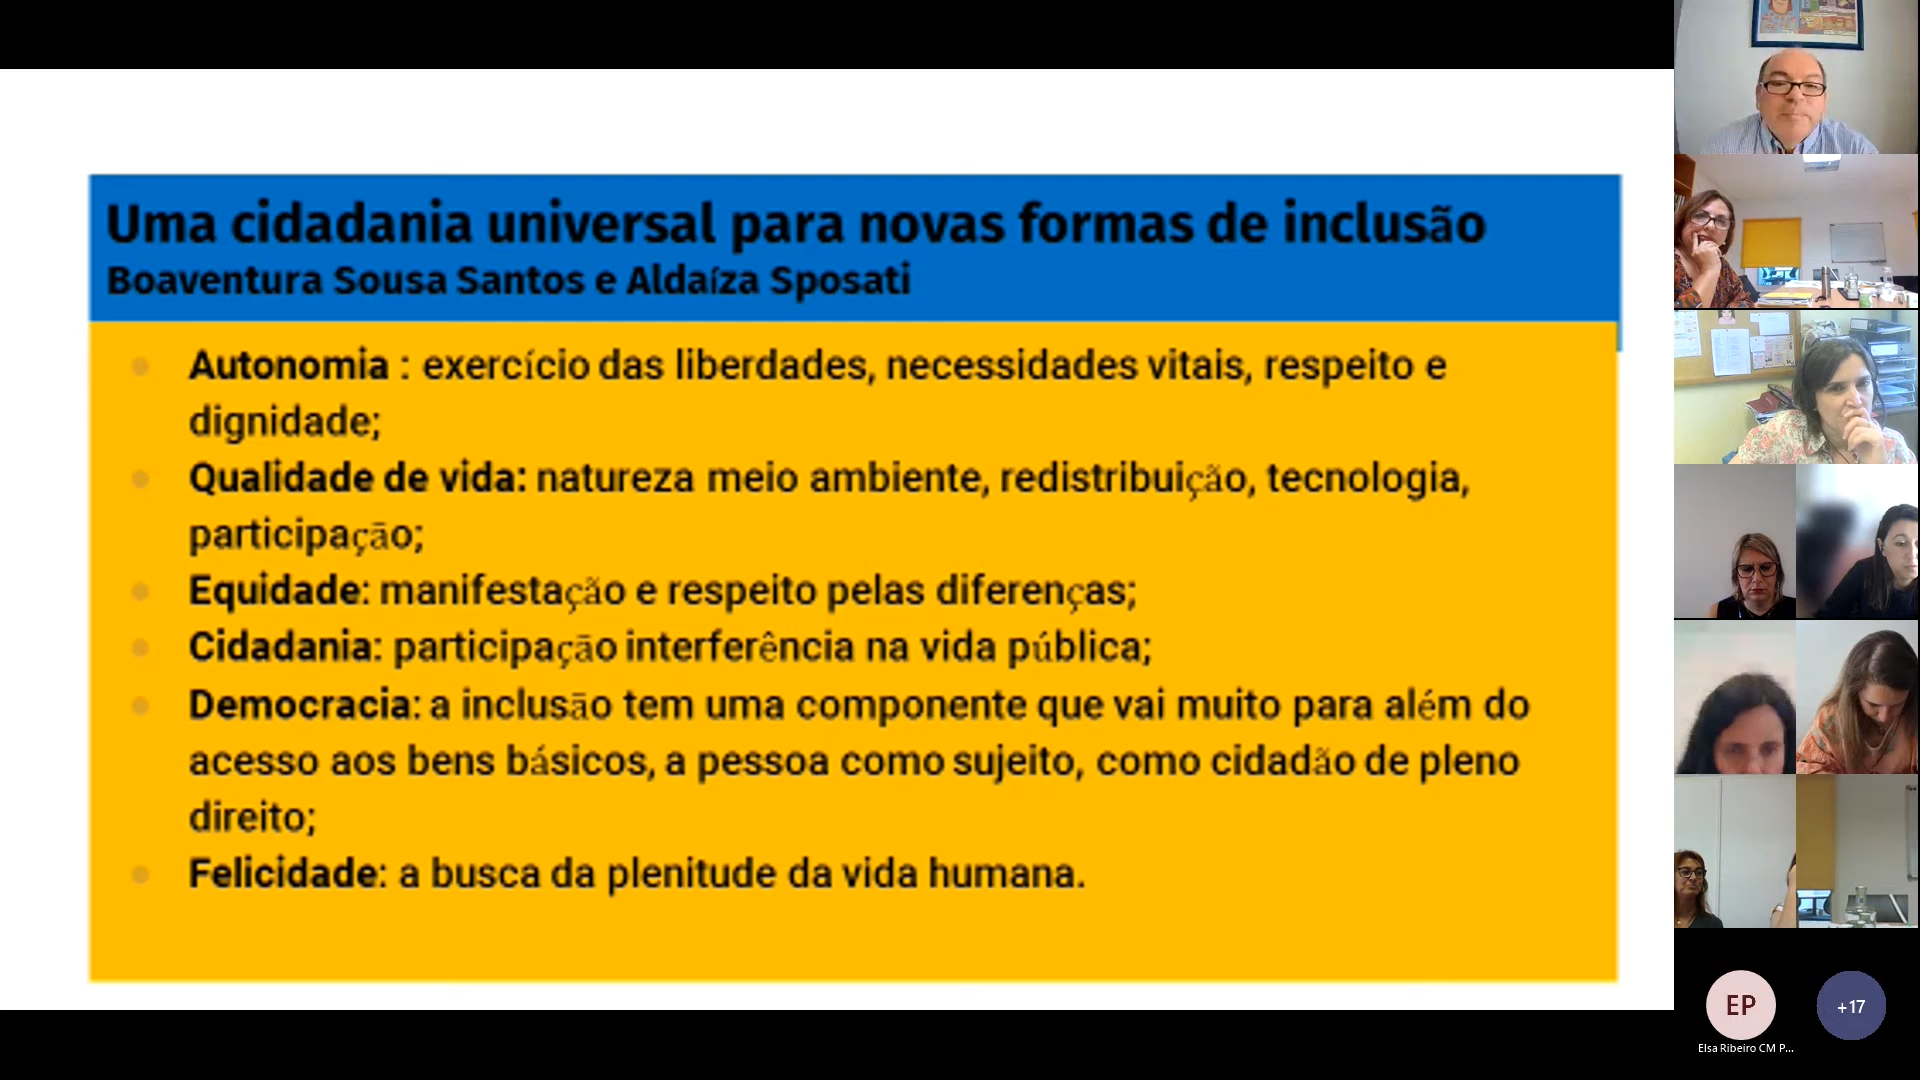 Uma cidadania universal para novas formas de inclusão
Boaventura Sousa Santos e Aldaíza Sposati
Autonomia : exercício das liberdades, necessidades vitais, respeito e
dignidade;
Qualidade de vida: natureza meio ambiente, redistribuição, tecnologia,
participação;
Equidade: manifestação e respeito pelas diferenças;
Cidadania: participação interferência na vida pública;
Democracia: a inclusão tem uma componente que vai muito para além do
acesso aos bens básicos, a pessoa como sujeito, como cidadão de pleno
direito;
Felicidade: a busca da plenitude da vida humana.
EP
+17
Elsa Ribeiro CM P...